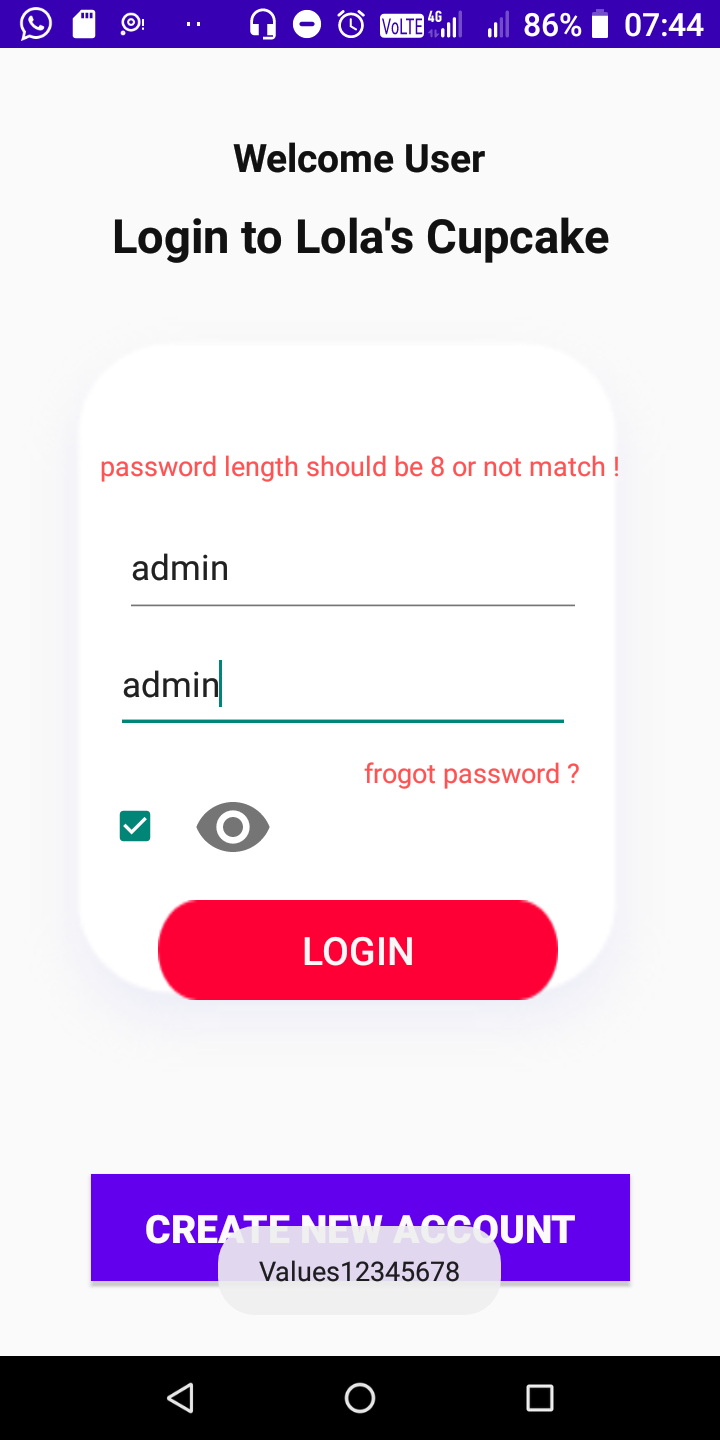 VoLTE 4G 86% 07:44
Welcome User
Login to Lola's Cupcake
password length should be 8 or not match !
admin
admin
frogot password ?
LOGIN
CREATE NEW ACCOUNT
Values12345678